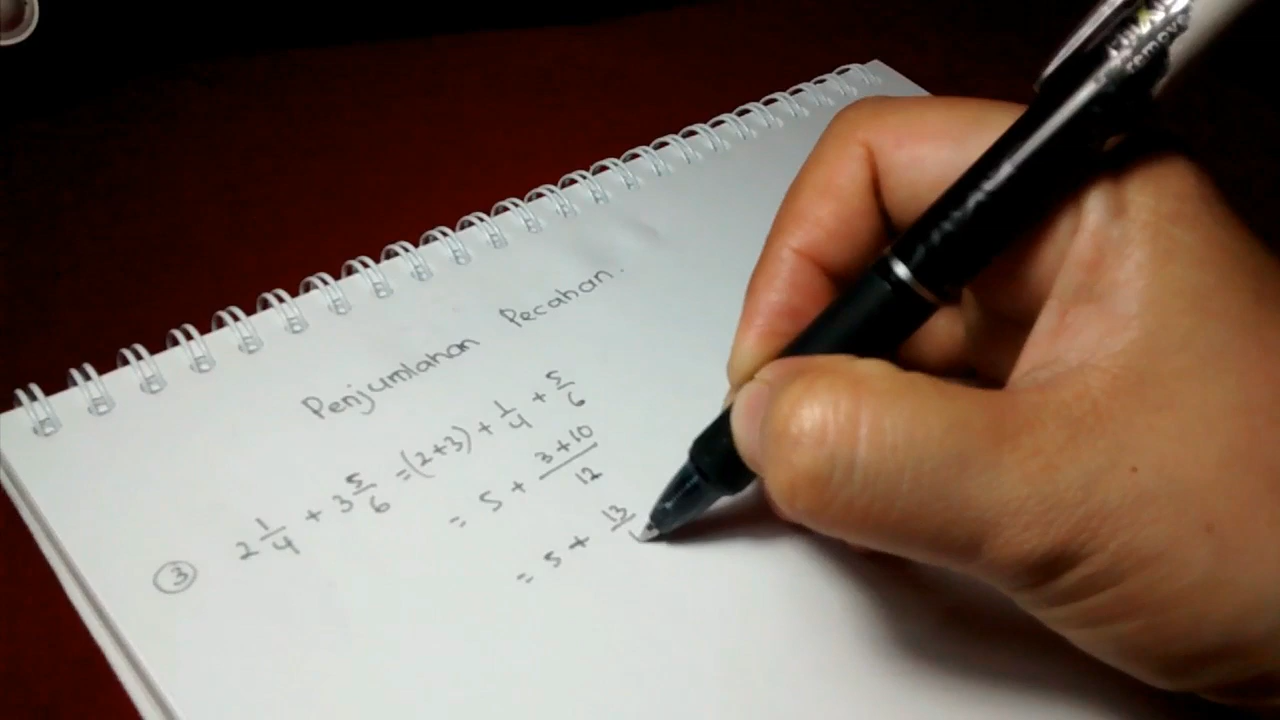 Penjumlahan Pecahan.
③ 2 1/4 + 3 5/6 = (2+3) + 1/4 + 5/6
= 5 + (3+10)/12
= 5 + 13/1